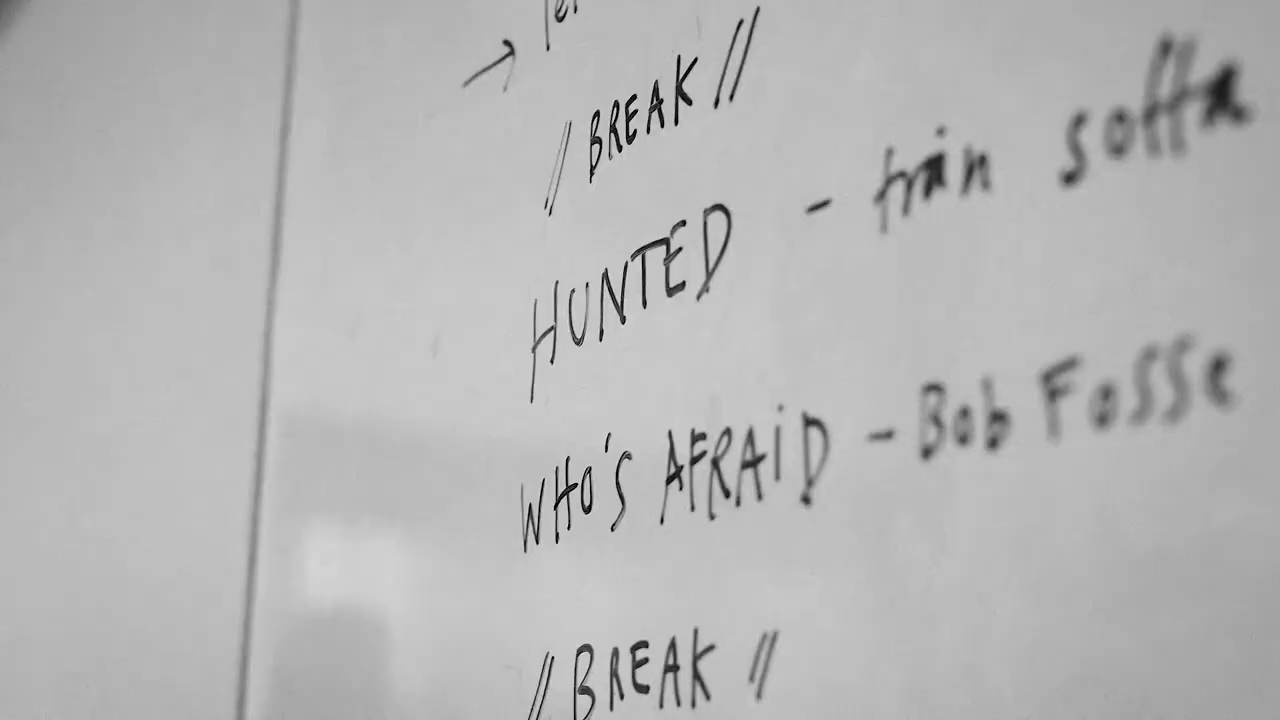 // BREAK //
HUNTED - från soffa
WHO'S AFRAID - Bob Fosse
// BREAK //